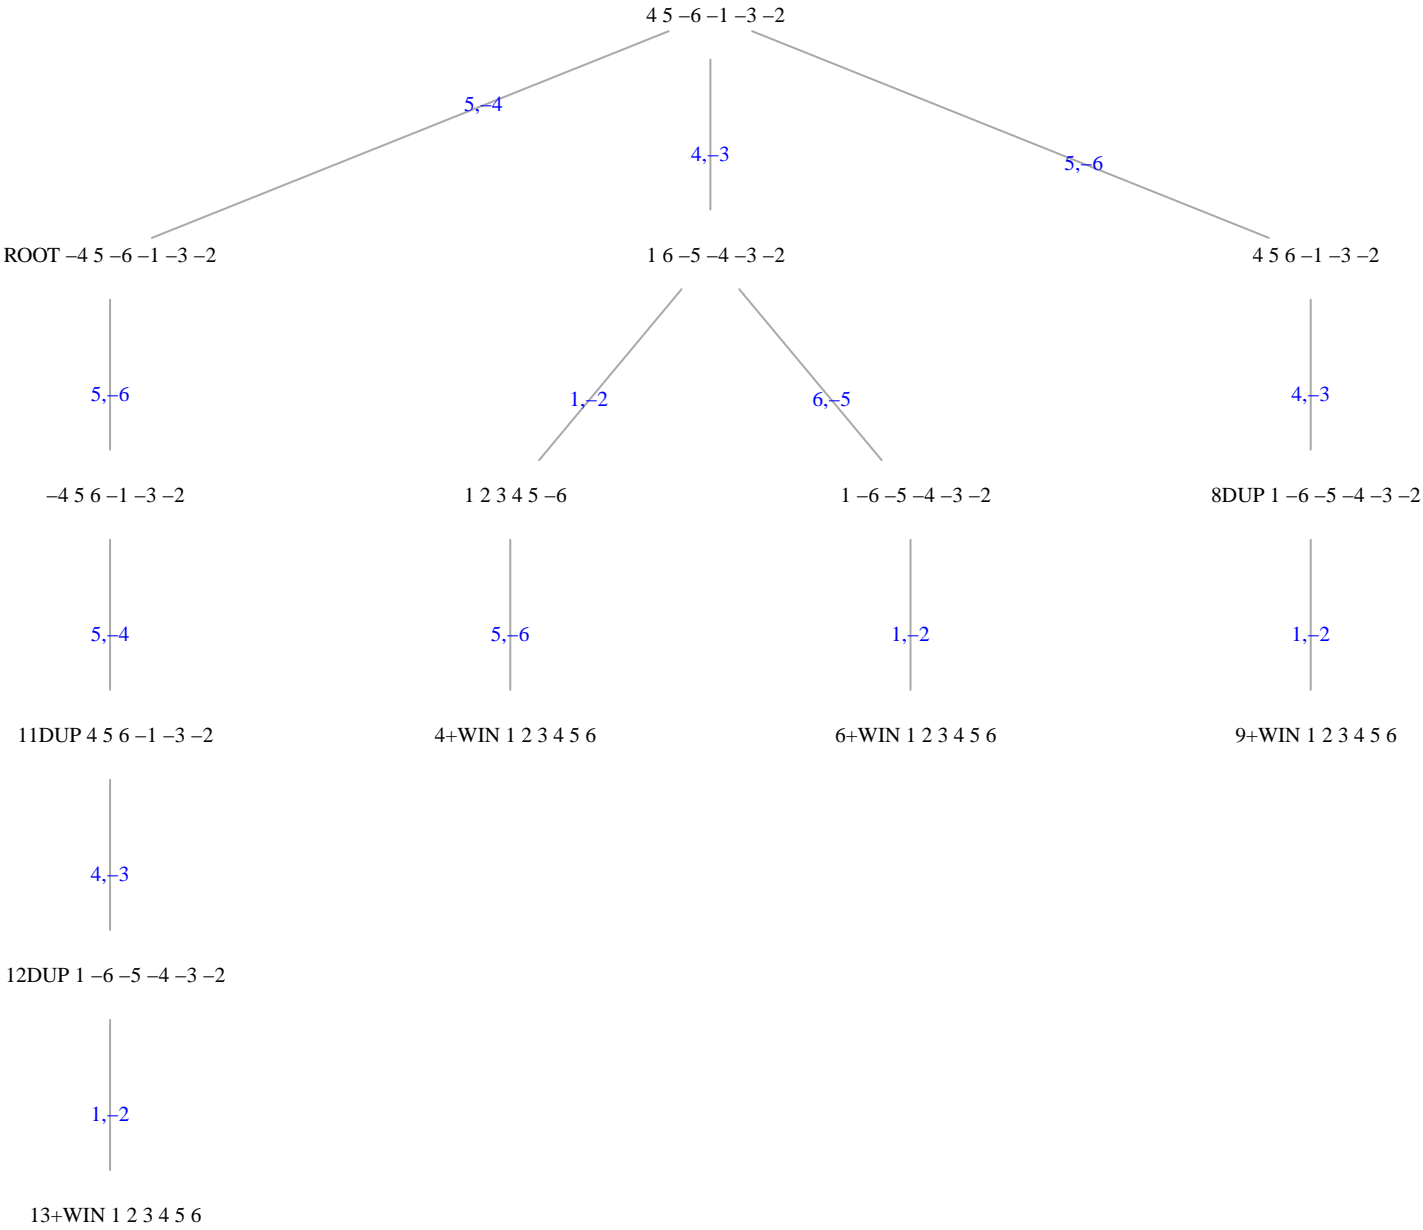 4 5 –6 –1 –3 –2
5,–4
4,–3
5,–6
ROOT –4 5 –6 –1 –3 –2
1 6 –5 –4 –3 –2
4 5 6 –1 –3 –2
5,–6
1,–2
6,–5
4,–3
–4 5 6 –1 –3 –2
1 2 3 4 5 –6
1 –6 –5 –4 –3 –2
8DUP 1 –6 –5 –4 –3 –2
5,–4
5,–6
1,–2
1,–2
11DUP 4 5 6 –1 –3 –2
4+WIN 1 2 3 4 5 6
6+WIN 1 2 3 4 5 6
9+WIN 1 2 3 4 5 6
4,–3
12DUP 1 –6 –5 –4 –3 –2
1,–2
13+WIN 1 2 3 4 5 6